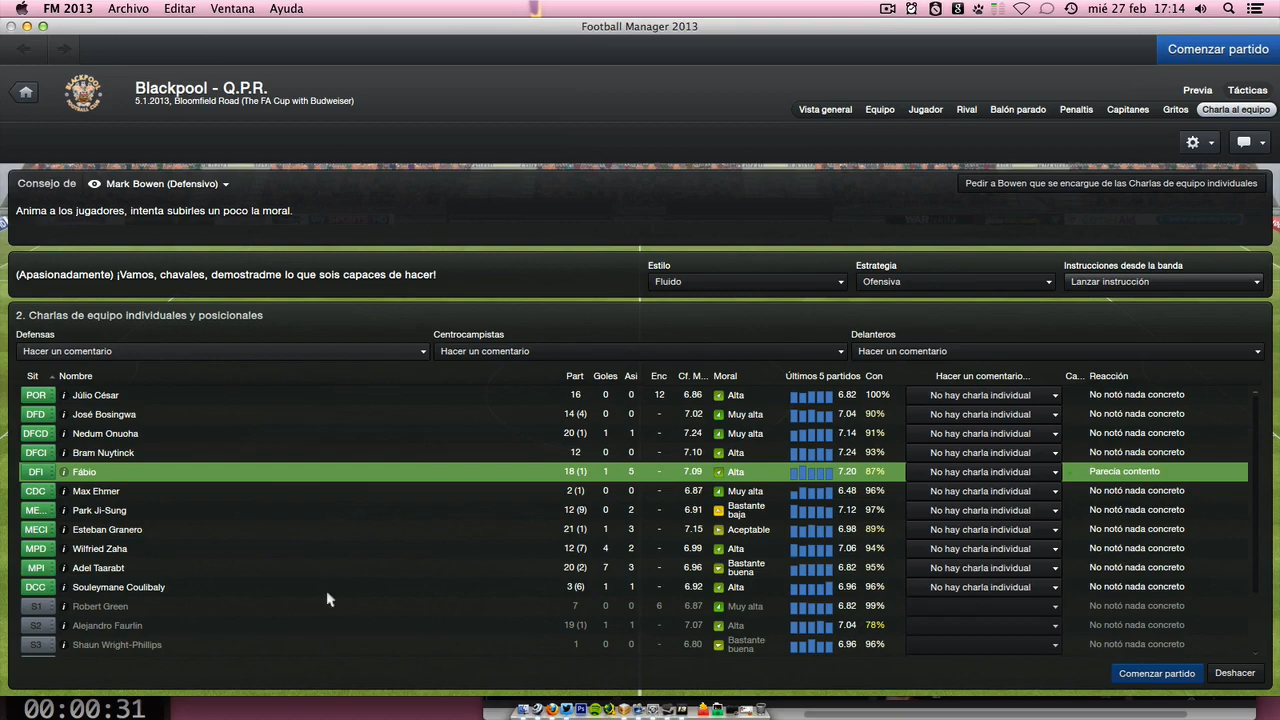 FM 2013 Archivo Editar Ventana Ayuda mié 27 feb 17:14
Football Manager 2013
Comenzar partido
Blackpool - Q.P.R.
5.1.2013, Bloomfield Road (The FA Cup with Budweiser)
Previa Tácticas
Vista general Equipo Jugador Rival Balón parado Penaltis Capitanes Gritos Charla al equipo
Consejo de Mark Bowen (Defensivo) Pedir a Bowen que se encargue de las Charlas de equipo individuales
Anima a los jugadores, intenta subirles un poco la moral.
Estilo Estrategia Instrucciones desde la banda
(Apasionadamente) ¡Vamos, chavales, demostradme lo que sois capaces de hacer!
Fluido Ofensiva Lanzar instrucción
2. Charlas de equipo individuales y posicionales
Defensas Centrocampistas Delanteros
Hacer un comentario Hacer un comentario Hacer un comentario
Sit Nombre Part Goles Asi Enc Cf. M... Moral Últimos 5 partidos Con Hacer un comentario... Ca... Reacción
POR i Júlio César 16 0 0 12 6.86 Alta 6.82 100% No hay charla individual No notó nada concreto
DFD i José Bosingwa 14 (4) 0 0 - 7.02 Muy alta 7.04 90% No hay charla individual No notó nada concreto
DFCD i Nedum Onuoha 20 (1) 1 1 - 7.24 Muy alta 7.14 91% No hay charla individual No notó nada concreto
DFCI i Bram Nuytinck 12 0 0 - 7.10 Alta 7.24 93% No hay charla individual No notó nada concreto
DFI i Fábio 18 (1) 1 5 - 7.09 Alta 7.20 87% No hay charla individual Parecía contento
CDC i Max Ehmer 2 (1) 0 0 - 6.87 Muy alta 6.48 96% No hay charla individual No notó nada concreto
ME... i Park Ji-Sung 12 (9) 0 2 - 6.91 Bastante baja 7.12 97% No hay charla individual No notó nada concreto
MECI i Esteban Granero 21 (1) 1 3 - 7.15 Aceptable 6.98 89% No hay charla individual No notó nada concreto
MPD i Wilfried Zaha 12 (7) 4 2 - 6.99 Alta 7.06 94% No hay charla individual No notó nada concreto
MPI i Adel Taarabt 20 (2) 7 3 - 6.96 Bastante buena 6.82 95% No hay charla individual No notó nada concreto
DCC i Souleymane Coulibaly 3 (6) 1 1 - 6.92 Alta 6.96 96% No hay charla individual No notó nada concreto
S1 i Robert Green 7 0 0 6 6.87 Muy alta 6.82 99% No notó nada concreto
S2 i Alejandro Faurlin 19 (1) 1 0 - 7.07 Alta 7.04 78% No notó nada concreto
S3 i Shaun Wright-Phillips 1 0 0 - 6.80 Bastante buena 6.96 96% No notó nada concreto
Comenzar partido Deshacer
00:00:31